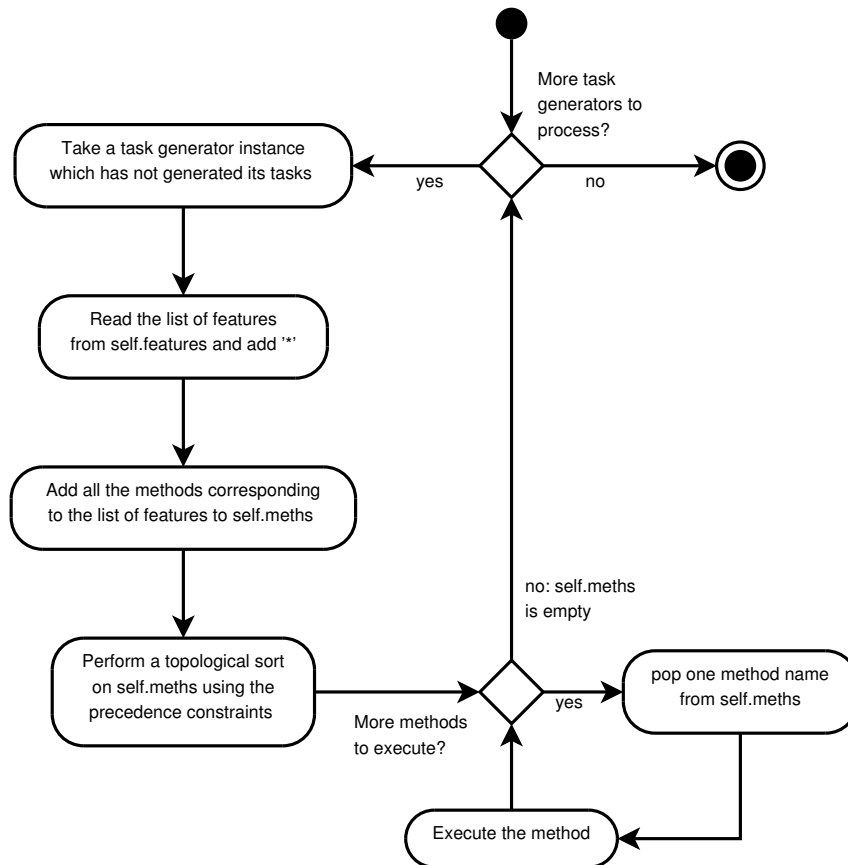 More task
generators to
process?
Take a task generator instance
which has not generated its tasks
yes
no
Read the list of features
from self.features and add '*'
Add all the methods corresponding
to the list of features to self.meths
no: self.meths
is empty
Perform a topological sort
on self.meths using the
precedence constraints
More methods
to execute?
yes
pop one method name
from self.meths
Execute the method